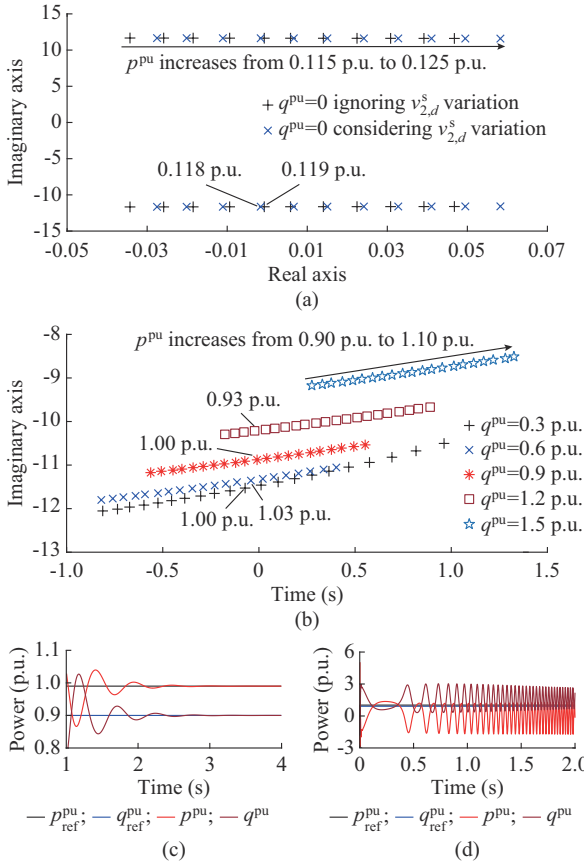 15
10
5
0
-5
-10
-15
Imaginary axis
p^pu increases from 0.115 p.u. to 0.125 p.u.
+ q^pu=0 ignoring v^s_2,d variation
× q^pu=0 considering v^s_2,d variation
0.118 p.u. 0.119 p.u.
-0.05 -0.03 -0.01 0.01 0.03 0.05 0.07
Real axis
(a)
-8
-9
-10
-11
-12
-13
Imaginary axis
p^pu increases from 0.90 p.u. to 1.10 p.u.
0.93 p.u.
1.00 p.u.
1.00 p.u. 1.03 p.u.
+ q^pu=0.3 p.u.
× q^pu=0.6 p.u.
✳ q^pu=0.9 p.u.
□ q^pu=1.2 p.u.
☆ q^pu=1.5 p.u.
-1.0 -0.5 0 0.5 1.0 1.5
Time (s)
(b)
Power (p.u.)
1.1
1.0
0.9
0.8
1 2 3 4
Time (s)
— p^pu_ref; — q^pu_ref; — p^pu; — q^pu
(c)
Power (p.u.)
6
3
0
-3
0 0.5 1.0 1.5 2.0
Time (s)
— p^pu_ref; — q^pu_ref; — p^pu; — q^pu
(d)